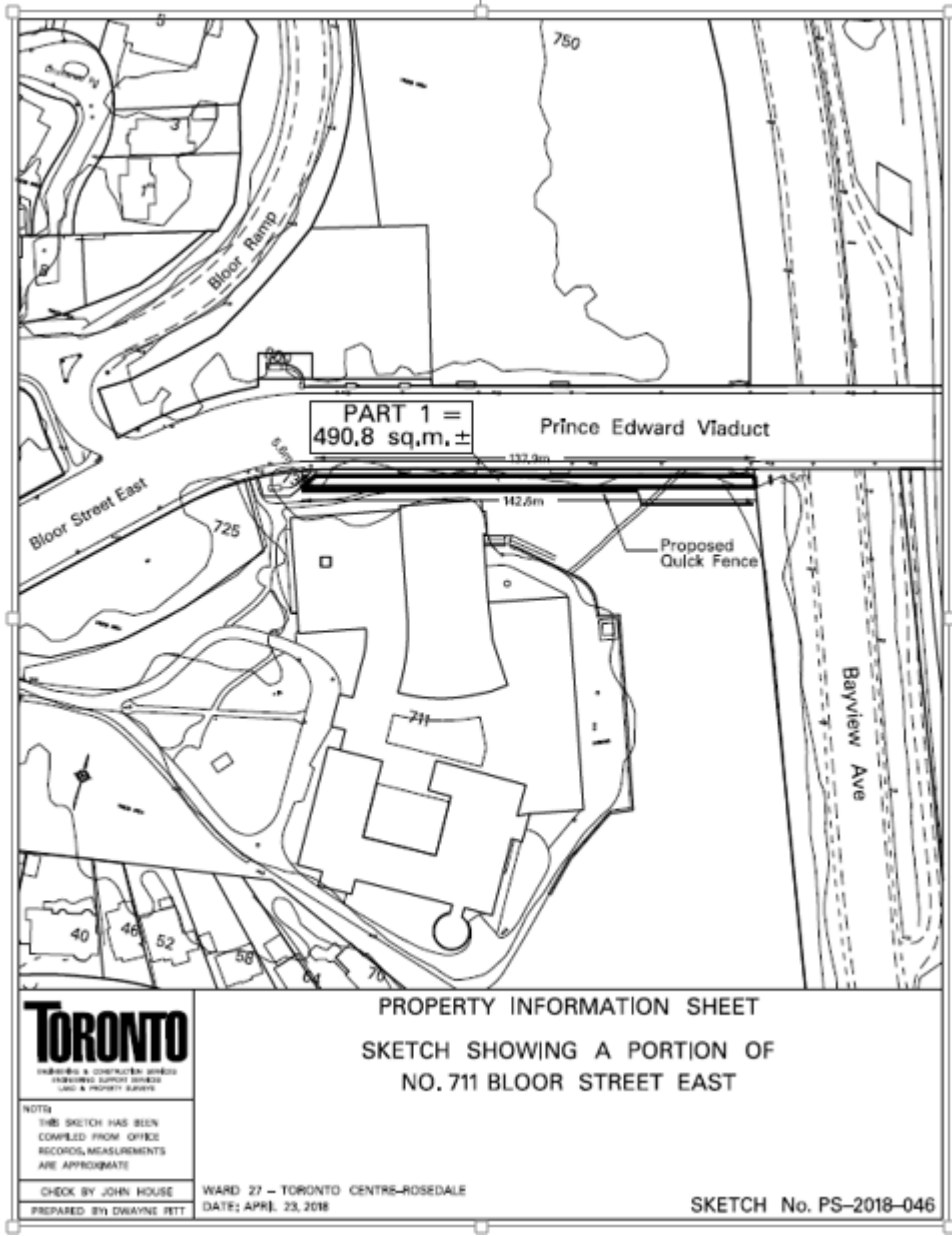 750
3
1
Bloor Ramp
PART 1 =
490.8 sq.m.±
Prince Edward Viaduct
137.9m
142.6m
Bloor Street East
725
Proposed
Quick Fence
711
Bayview Ave
40
46
52
58
64
70
TORONTO
ENGINEERING & CONSTRUCTION SERVICES
ENGINEERING SUPPORT SERVICES
LAND & PROPERTY SURVEYS
NOTE:
THIS SKETCH HAS BEEN
COMPILED FROM OFFICE
RECORDS, MEASUREMENTS
ARE APPROXIMATE
CHECK BY JOHN HOUSE
PREPARED BY: DWAYNE PITT
PROPERTY INFORMATION SHEET
SKETCH SHOWING A PORTION OF
NO. 711 BLOOR STREET EAST
WARD 27 – TORONTO CENTRE–ROSEDALE
DATE: APRIL 23, 2018
SKETCH No. PS–2018–046